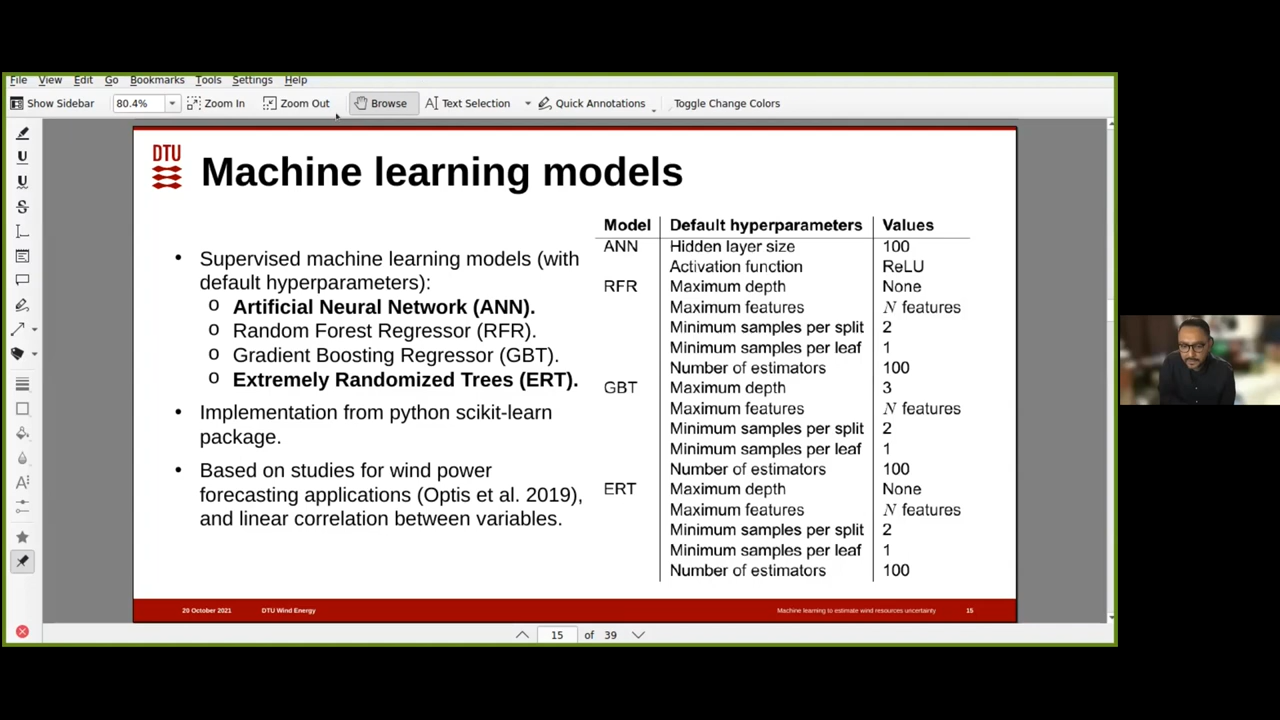 File View Edit Go Bookmarks Tools Settings Help
Show Sidebar 80.4% Zoom In Zoom Out Browse Text Selection Quick Annotations Toggle Change Colors
DTU
Machine learning models
• Supervised machine learning models (with
default hyperparameters):
o Artificial Neural Network (ANN).
o Random Forest Regressor (RFR).
o Gradient Boosting Regressor (GBT).
o Extremely Randomized Trees (ERT).
• Implementation from python scikit-learn
package.
• Based on studies for wind power
forecasting applications (Optis et al. 2019),
and linear correlation between variables.
Model Default hyperparameters Values
ANN Hidden layer size 100
Activation function ReLU
RFR Maximum depth None
Maximum features N features
Minimum samples per split 2
Minimum samples per leaf 1
Number of estimators 100
GBT Maximum depth 3
Maximum features N features
Minimum samples per split 2
Minimum samples per leaf 1
Number of estimators 100
ERT Maximum depth None
Maximum features N features
Minimum samples per split 2
Minimum samples per leaf 1
Number of estimators 100
20 October 2021 DTU Wind Energy Machine learning to estimate wind resources uncertainty 15
15 of 39